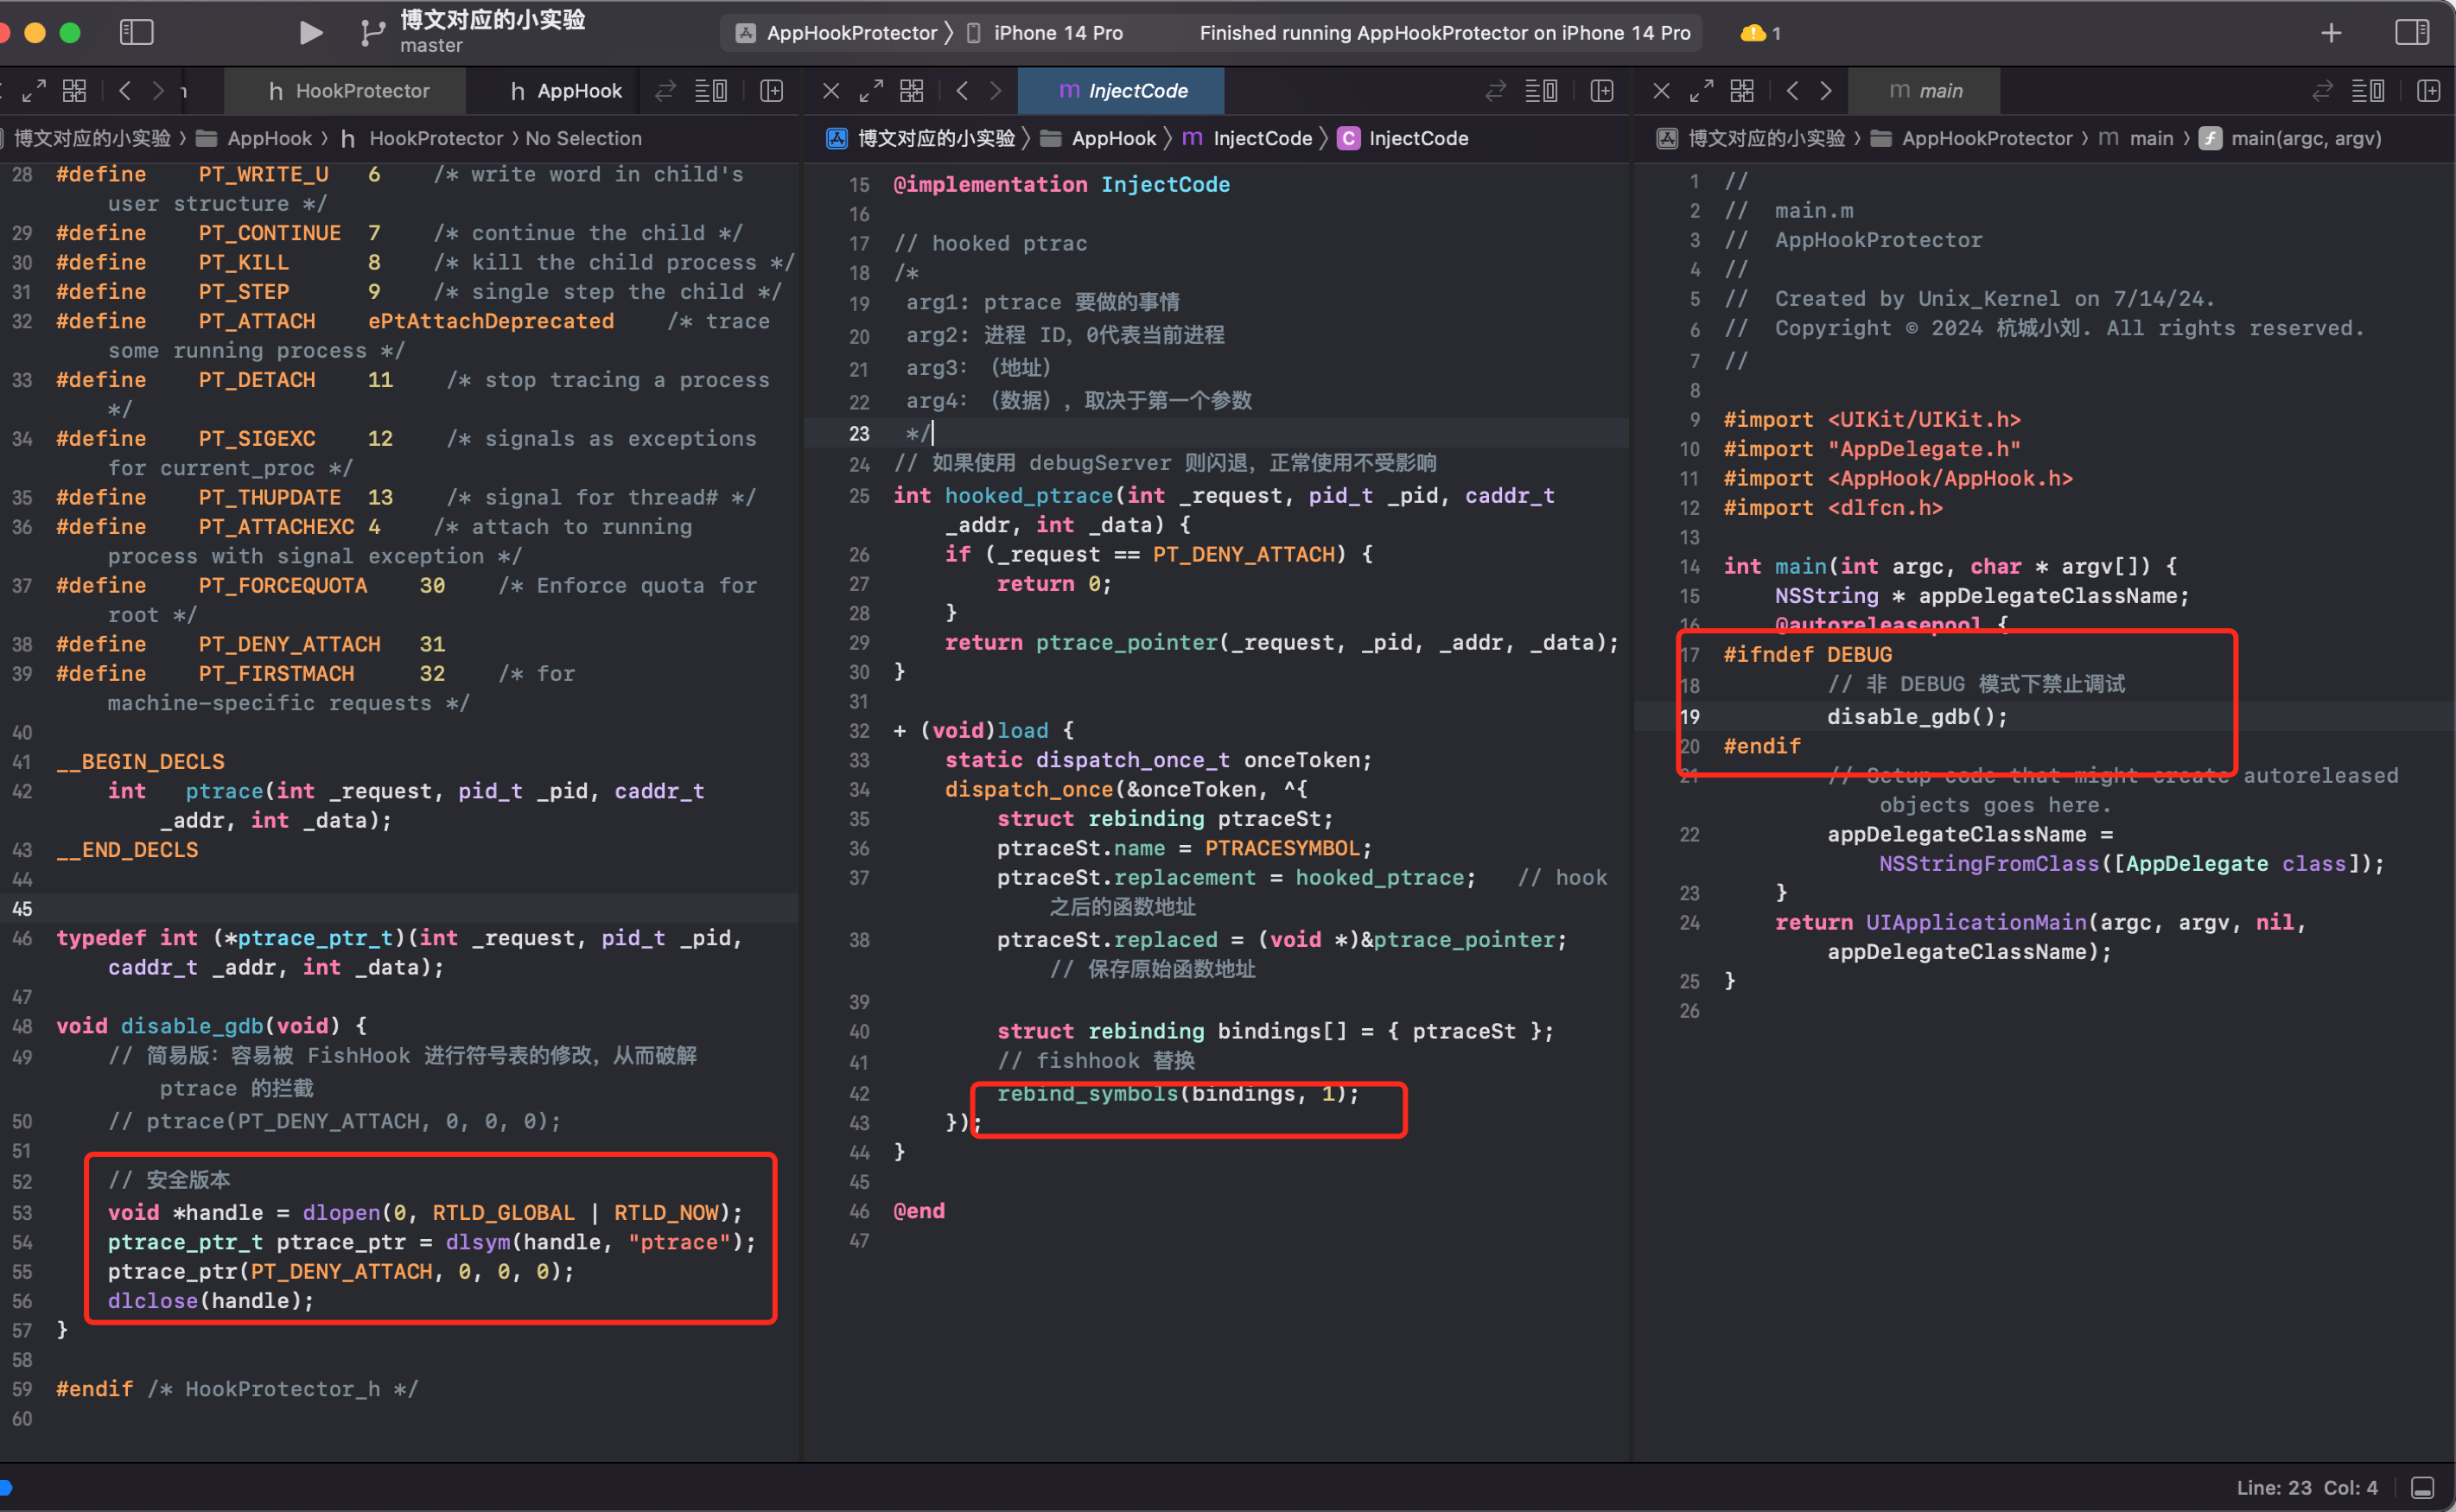 博文对应的小实验
master
AppHookProtector 〉 iPhone 14 Pro
Finished running AppHookProtector on iPhone 14 Pro
1
h HookProtector
h AppHook
博文对应的小实验 〉 AppHook 〉 h HookProtector 〉 No Selection
28 #define PT_WRITE_U 6 /* write word in child's
user structure */
29 #define PT_CONTINUE 7 /* continue the child */
30 #define PT_KILL 8 /* kill the child process */
31 #define PT_STEP 9 /* single step the child */
32 #define PT_ATTACH ePtAttachDeprecated /* trace
some running process */
33 #define PT_DETACH 11 /* stop tracing a process
*/
34 #define PT_SIGEXC 12 /* signals as exceptions
for current_proc */
35 #define PT_THUPDATE 13 /* signal for thread# */
36 #define PT_ATTACHEXC 4 /* attach to running
process with signal exception */
37 #define PT_FORCEQUOTA 30 /* Enforce quota for
root */
38 #define PT_DENY_ATTACH 31
39 #define PT_FIRSTMACH 32 /* for
machine-specific requests */
40
41 __BEGIN_DECLS
42 int ptrace(int _request, pid_t _pid, caddr_t
_addr, int _data);
43 __END_DECLS
44
45
46 typedef int (*ptrace_ptr_t)(int _request, pid_t _pid,
caddr_t _addr, int _data);
47
48 void disable_gdb(void) {
49 // 简易版：容易被 FishHook 进行符号表的修改，从而破解
ptrace 的拦截
50 // ptrace(PT_DENY_ATTACH, 0, 0, 0);
51
52 // 安全版本
53 void *handle = dlopen(0, RTLD_GLOBAL | RTLD_NOW);
54 ptrace_ptr_t ptrace_ptr = dlsym(handle, "ptrace");
55 ptrace_ptr(PT_DENY_ATTACH, 0, 0, 0);
56 dlclose(handle);
57 }
58
59 #endif /* HookProtector_h */
60
m InjectCode
博文对应的小实验 〉 AppHook 〉 m InjectCode 〉 C InjectCode
15 @implementation InjectCode
16
17 // hooked ptrac
18 /*
19 arg1: ptrace 要做的事情
20 arg2: 进程 ID，0代表当前进程
21 arg3: （地址）
22 arg4: （数据），取决于第一个参数
23 */
24 // 如果使用 debugServer 则闪退，正常使用不受影响
25 int hooked_ptrace(int _request, pid_t _pid, caddr_t
_addr, int _data) {
26 if (_request == PT_DENY_ATTACH) {
27 return 0;
28 }
29 return ptrace_pointer(_request, _pid, _addr, _data);
30 }
31
32 + (void)load {
33 static dispatch_once_t onceToken;
34 dispatch_once(&onceToken, ^{
35 struct rebinding ptraceSt;
36 ptraceSt.name = PTRACESYMBOL;
37 ptraceSt.replacement = hooked_ptrace; // hook
之后的函数地址
38 ptraceSt.replaced = (void *)&ptrace_pointer;
// 保存原始函数地址
39
40 struct rebinding bindings[] = { ptraceSt };
41 // fishhook 替换
42 rebind_symbols(bindings, 1);
43 });
44 }
45
46 @end
47
m main
博文对应的小实验 〉 AppHookProtector 〉 m main 〉 f main(argc, argv)
1 //
2 // main.m
3 // AppHookProtector
4 //
5 // Created by Unix_Kernel on 7/14/24.
6 // Copyright © 2024 杭城小刘. All rights reserved.
7 //
8
9 #import <UIKit/UIKit.h>
10 #import "AppDelegate.h"
11 #import <AppHook/AppHook.h>
12 #import <dlfcn.h>
13
14 int main(int argc, char * argv[]) {
15 NSString * appDelegateClassName;
16 @autoreleasepool {
17 #ifndef DEBUG
18 // 非 DEBUG 模式下禁止调试
19 disable_gdb();
20 #endif
21 // Setup code that might create autoreleased
objects goes here.
22 appDelegateClassName =
NSStringFromClass([AppDelegate class]);
23 }
24 return UIApplicationMain(argc, argv, nil,
appDelegateClassName);
25 }
26
Line: 23 Col: 4